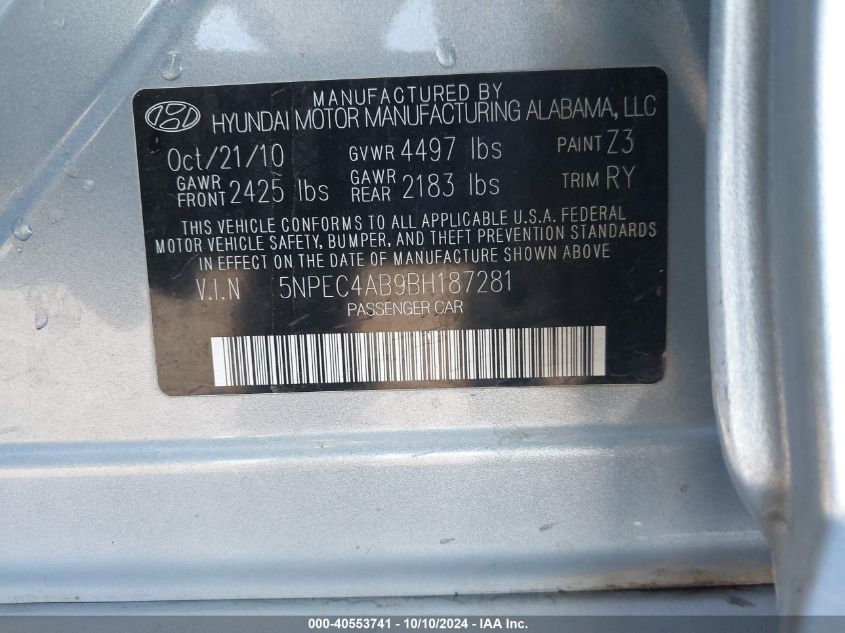 MANUFACTURED BY
HYUNDAI MOTOR MANUFACTURING ALABAMA, LLC
Oct/21/10 GVWR 4497 lbs PAINT Z3
GAWR FRONT 2425 lbs GAWR REAR 2183 lbs TRIM RY
THIS VEHICLE CONFORMS TO ALL APPLICABLE U.S.A. FEDERAL
MOTOR VEHICLE SAFETY, BUMPER, AND THEFT PREVENTION STANDARDS
IN EFFECT ON THE DATE OF MANUFACTURE SHOWN ABOVE
V.I.N 5NPEC4AB9BH187281
PASSENGER CAR
000-40553741 - 10/10/2024 - IAA Inc.